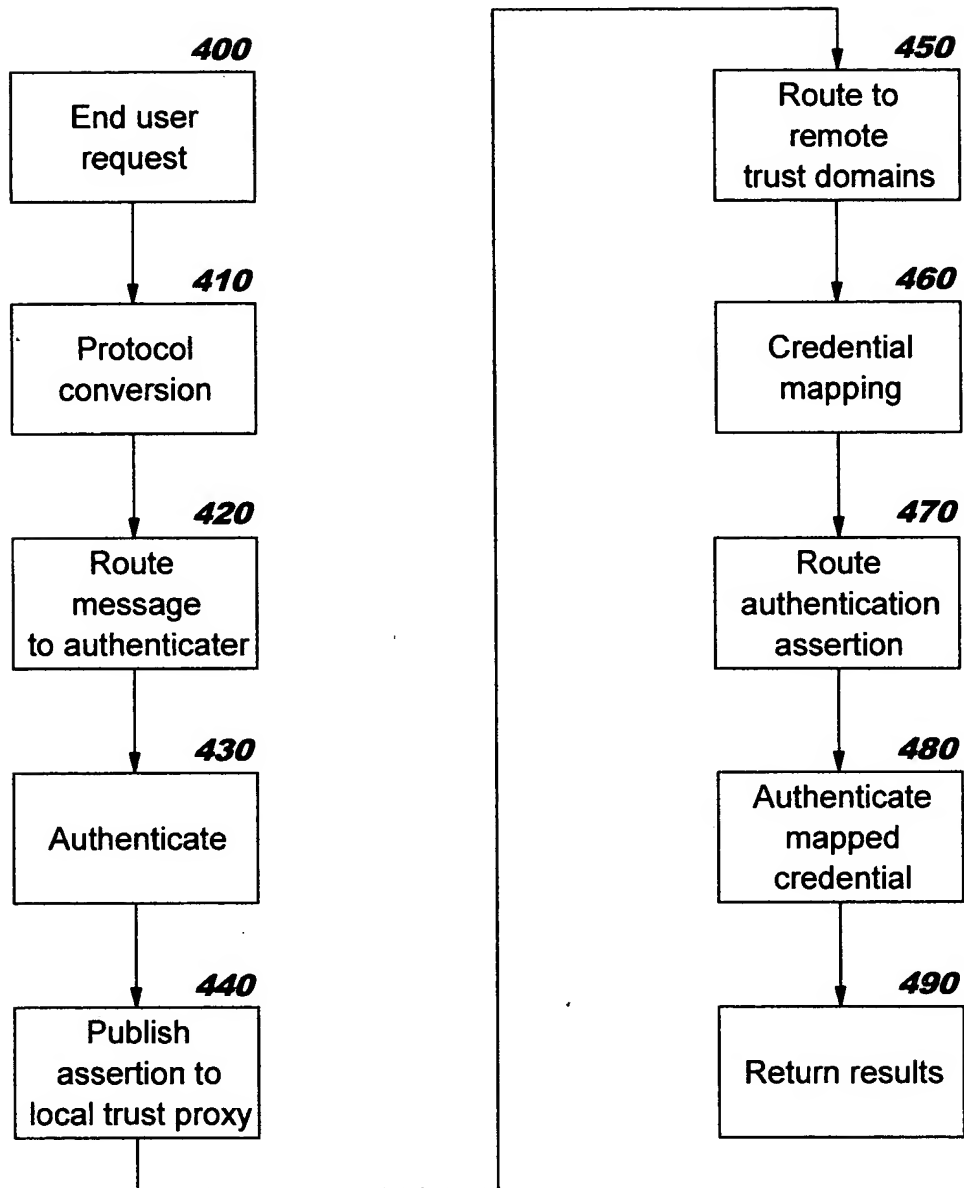 400
End user
request
410
Protocol
conversion
420
Route
message
to authenticater
430
Authenticate
440
Publish
assertion to
local trust proxy
450
Route to
remote
trust domains
460
Credential
mapping
470
Route
authentication
assertion
480
Authenticate
mapped
credential
490
Return results